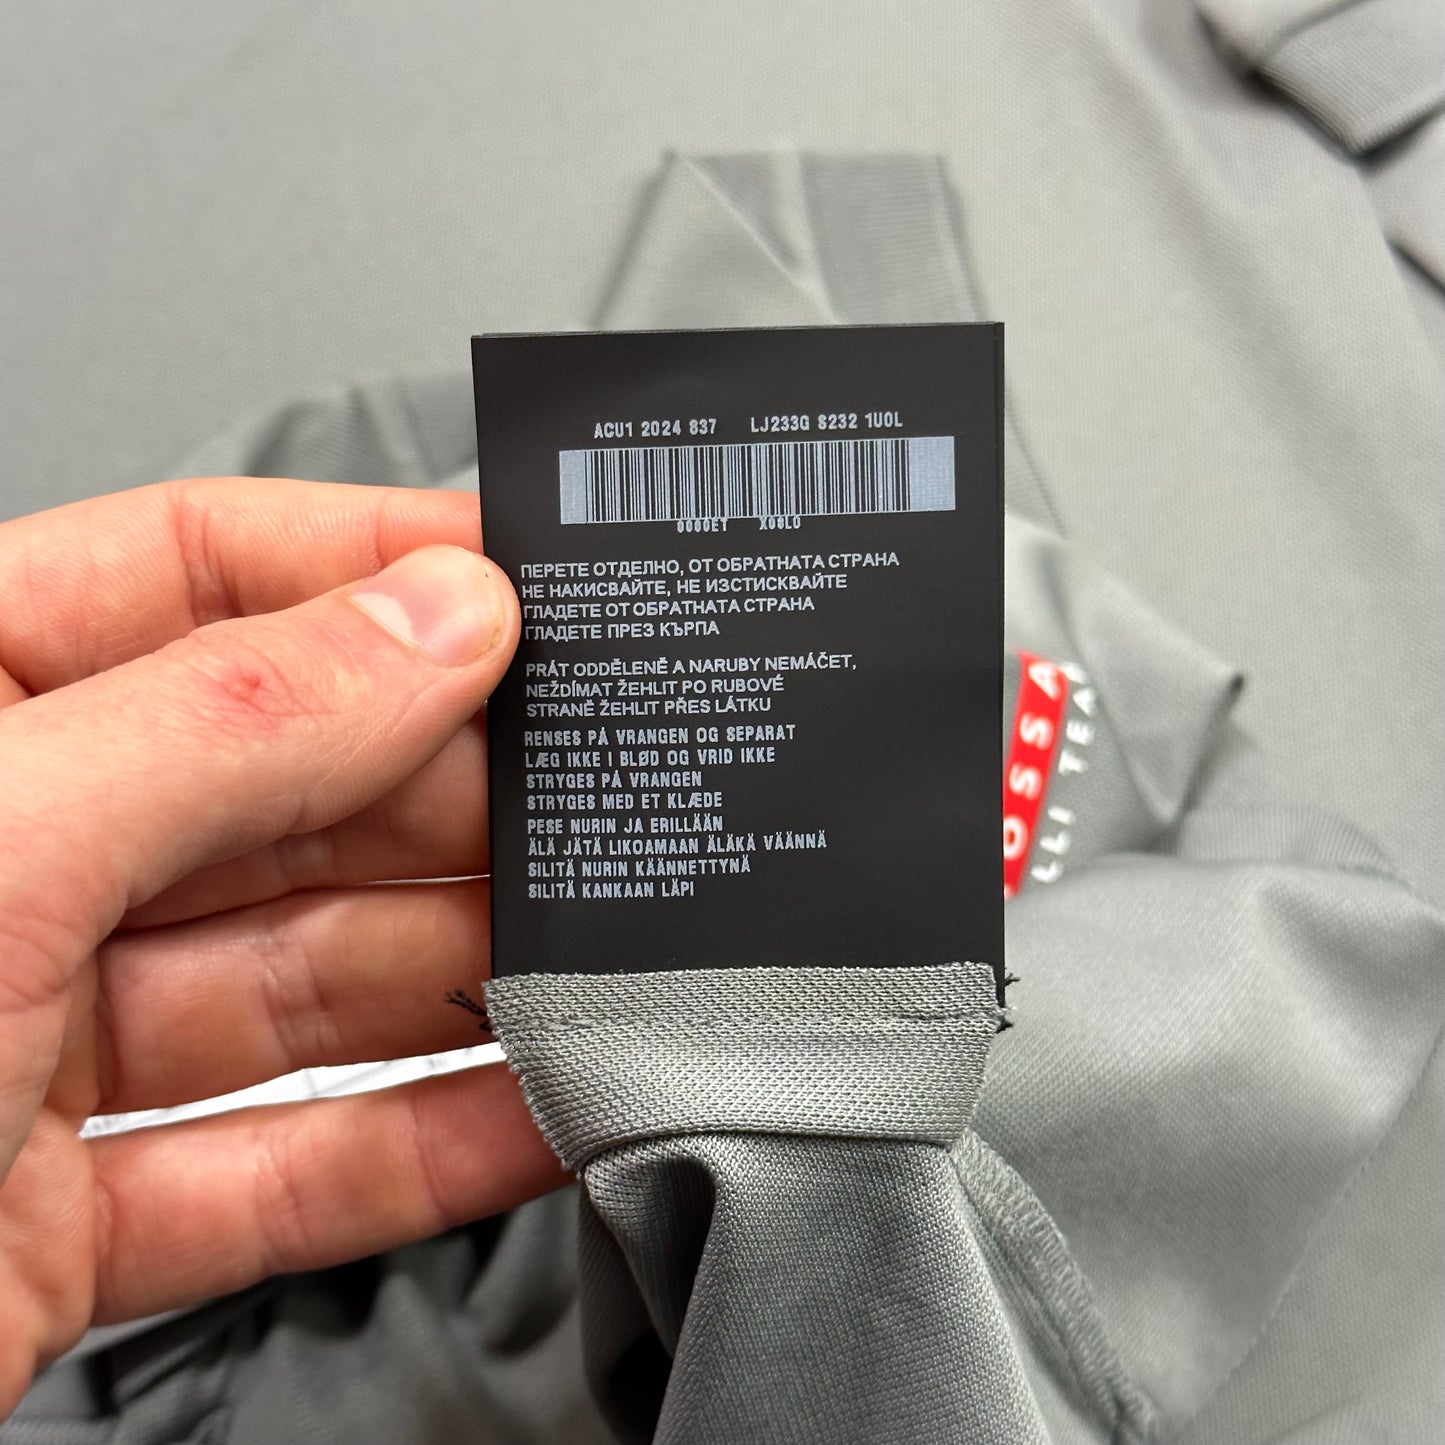 ACU1 2024 837 LJ233G S232 1U0L
ПЕРЕТЕ ОТДЕЛНО, ОТ ОБРАТНАТА СТРАНА
НЕ НАКИСВАЙТЕ, НЕ ИЗСТИСКВАЙТЕ
ГЛАДЕТЕ ОТ ОБРАТНАТА СТРАНА
ГЛАДЕТЕ ПРЕЗ КЪРПА
PRÁT ODDĚLENĚ A NARUBY NEMÁČET,
NEŽDÍMAT ŽEHLIT PO RUBOVÉ
STRANĚ ŽEHLIT PŘES LÁTKU
RENSES PÅ VRANGEN OG SEPARAT
LÆG IKKE I BLØD OG VRID IKKE
STRYGES PÅ VRANGEN
STRYGES MED ET KLÆDE
PESE NURIN JA ERILLÄÄN
ÄLÄ JÄTÄ LIKOAMAAN ÄLÄKÄ VÄÄNNÄ
SILITÄ NURIN KÄÄNNETTYNÄ
SILITÄ KANKAAN LÄPI
OSSA
LLI TEA